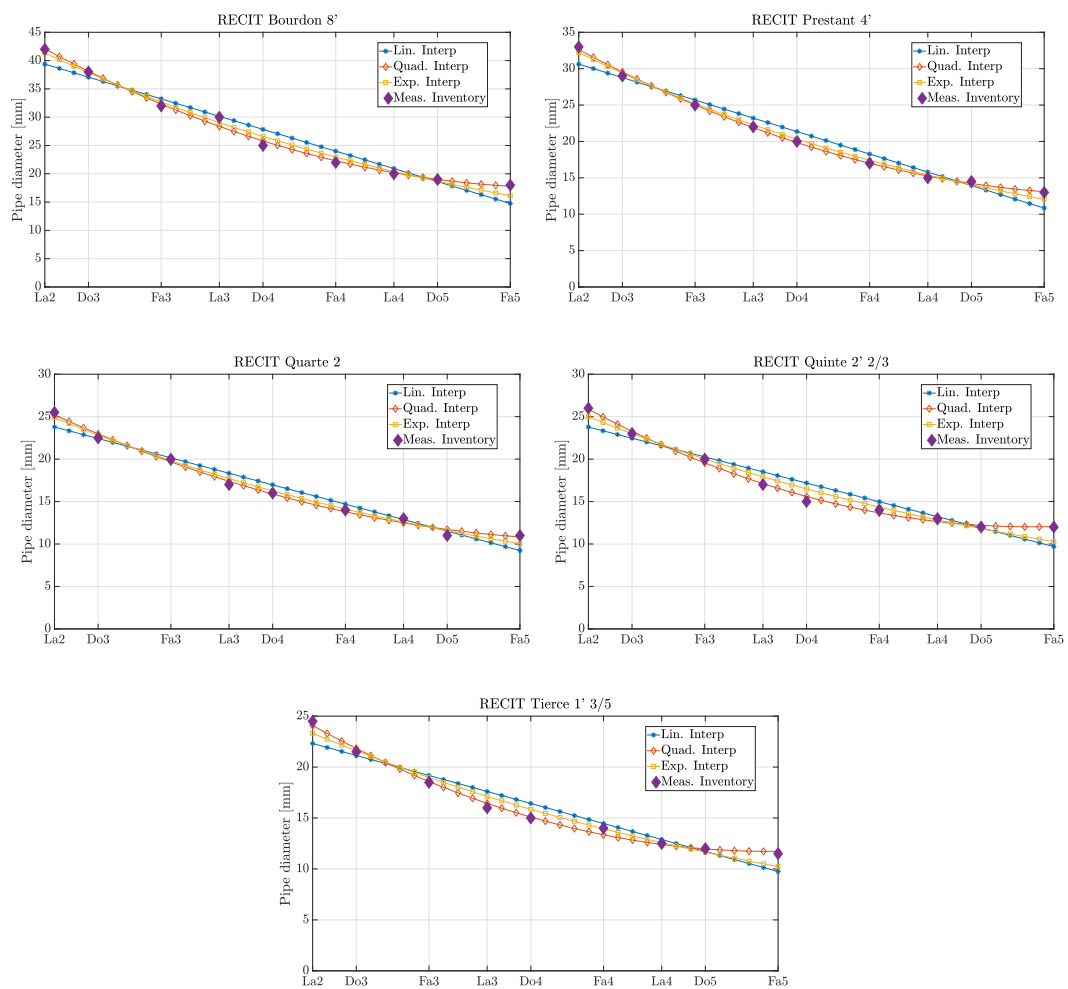 RECIT Bourdon 8'
45
40
35
30
25
20
15
10
5
0
Pipe diameter [mm]
Lin. Interp
Quad. Interp
Exp. Interp
Meas. Inventory
La2 Do3 Fa3 La3 Do4 Fa4 La4 Do5 Fa5
RECIT Prestant 4'
35
30
25
20
15
10
5
0
Pipe diameter [mm]
Lin. Interp
Quad. Interp
Exp. Interp
Meas. Inventory
La2 Do3 Fa3 La3 Do4 Fa4 La4 Do5 Fa5
RECIT Quarte 2
30
25
20
15
10
5
0
Pipe diameter [mm]
Lin. Interp
Quad. Interp
Exp. Interp
Meas. Inventory
La2 Do3 Fa3 La3 Do4 Fa4 La4 Do5 Fa5
RECIT Quinte 2' 2/3
30
25
20
15
10
5
0
Pipe diameter [mm]
Lin. Interp
Quad. Interp
Exp. Interp
Meas. Inventory
La2 Do3 Fa3 La3 Do4 Fa4 La4 Do5 Fa5
RECIT Tierce 1' 3/5
25
20
15
10
5
0
Pipe diameter [mm]
Lin. Interp
Quad. Interp
Exp. Interp
Meas. Inventory
La2 Do3 Fa3 La3 Do4 Fa4 La4 Do5 Fa5